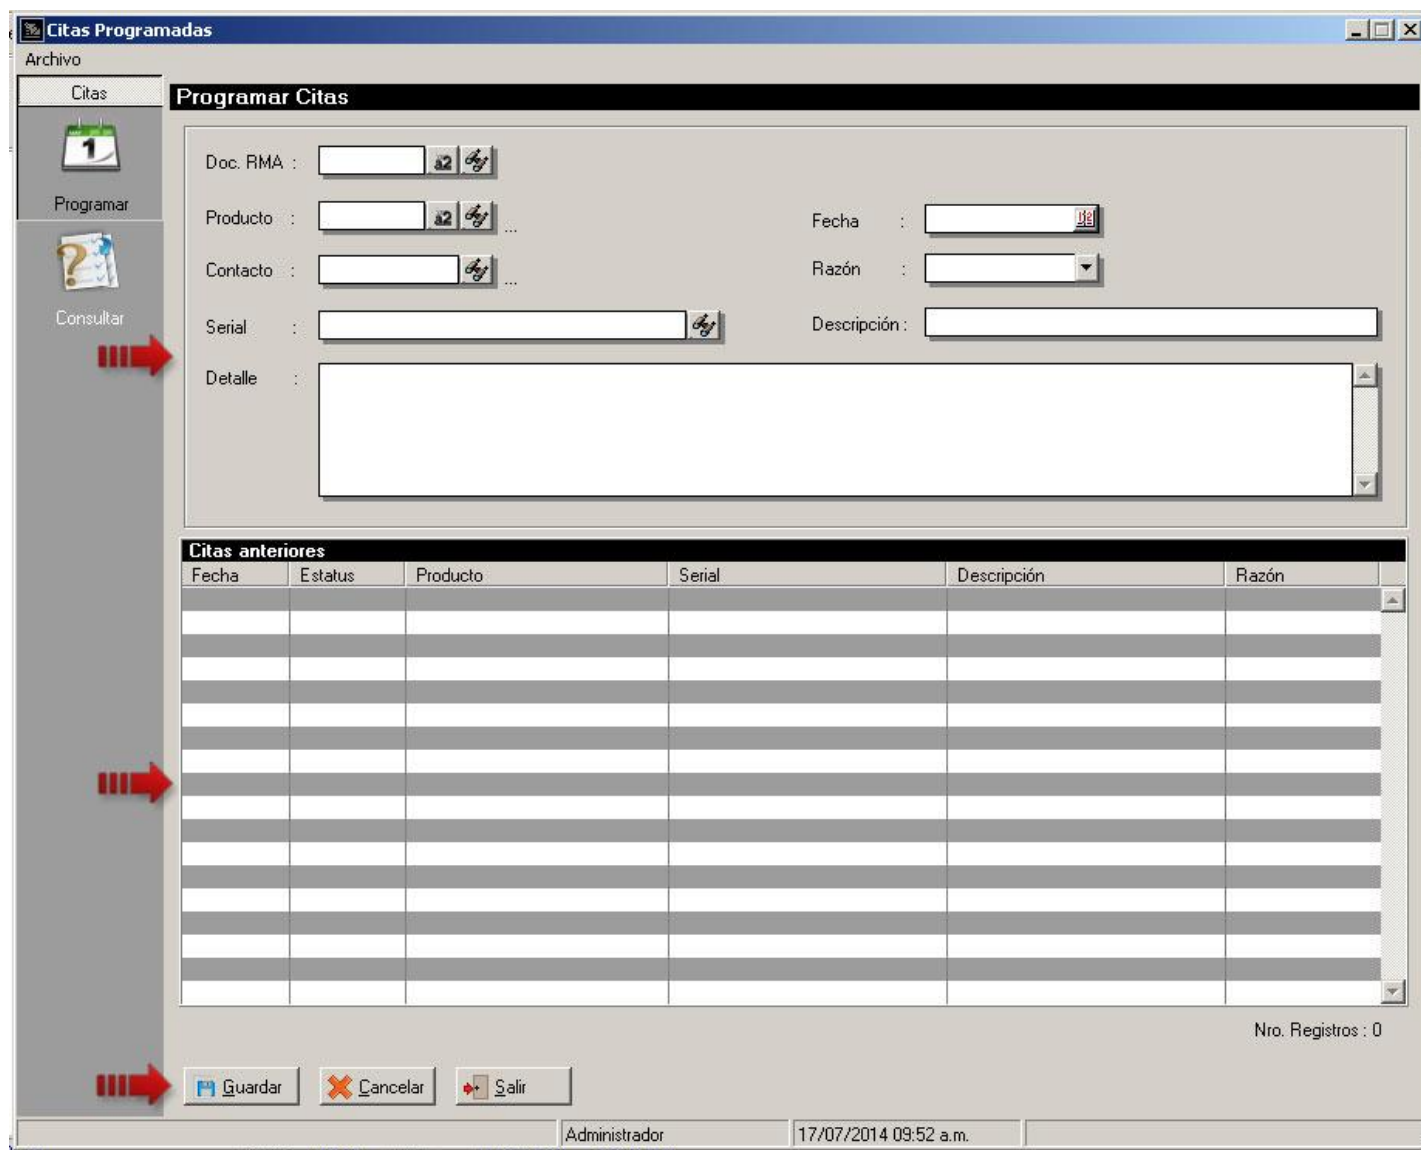 Citas Programadas
Archivo
Citas
Programar Citas
1
Programar
Consultar
Doc. RMA :
Producto : ...
Fecha :
Contacto : ...
Razón :
Serial :
Descripción :
Detalle :
Citas anteriores
Fecha Estatus Producto Serial Descripción Razón
Nro. Registros : 0
Guardar Cancelar Salir
Administrador 17/07/2014 09:52 a.m.